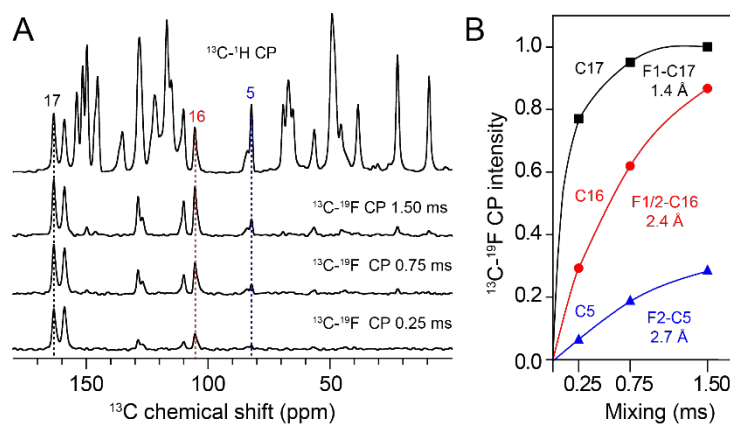 A
¹³C-¹H CP
17
16
5
¹³C-¹⁹F CP 1.50 ms
¹³C-¹⁹F CP 0.75 ms
¹³C-¹⁹F CP 0.25 ms
150
100
50
¹³C chemical shift (ppm)
B
¹³C-¹⁹F CP intensity
1.0
0.8
0.6
0.4
0.2
0.0
C17
F1-C17
1.4 Å
C16
F1/2-C16
2.4 Å
C5
F2-C5
2.7 Å
0.25
0.75
1.50
Mixing (ms)